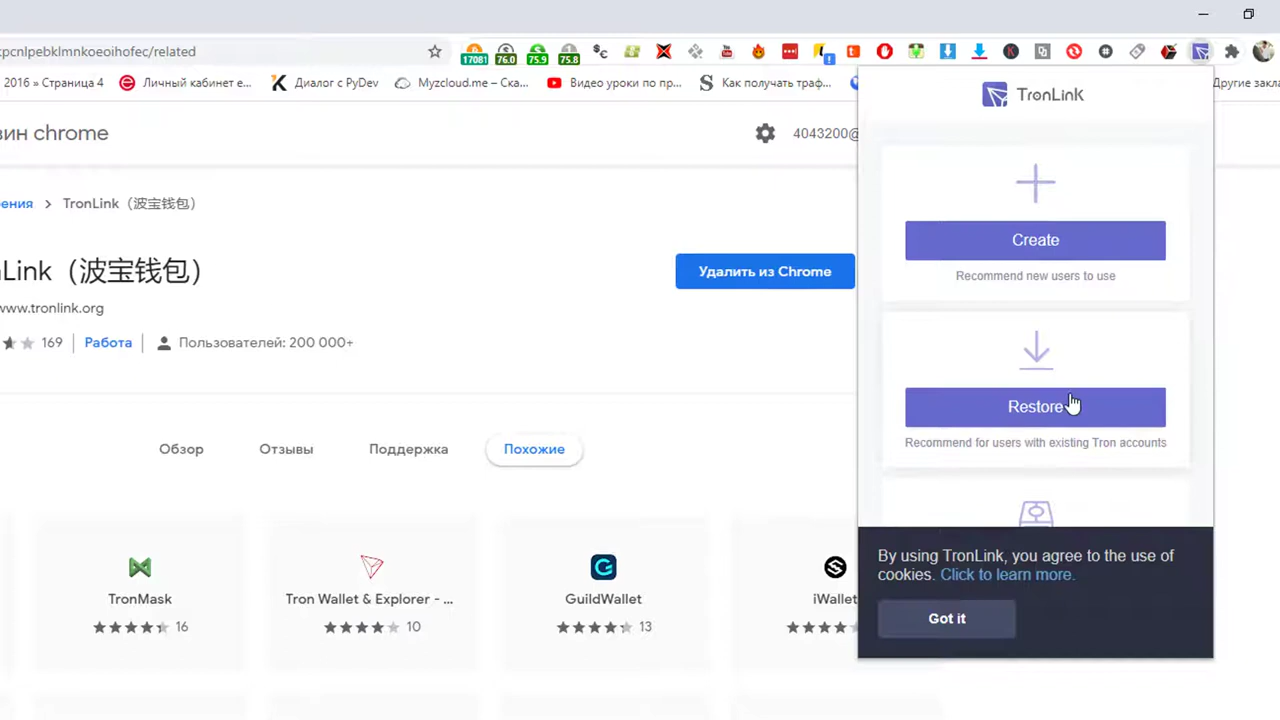 pcnlpebklmnkoeoihofec/related
17081 76.0 75.9 75.8
2016 » Страница 4
Личный кабинет е...
Диалог с PyDev
Myzcloud.me – Ска...
Видео уроки по пр...
Как получать траф...
Другие закла
зин chrome
4043200@
ения > TronLink（波宝钱包）
Link（波宝钱包）
Удалить из Chrome
www.tronlink.org
169
Работа
Пользователей: 200 000+
Обзор
Отзывы
Поддержка
Похожие
TronMask
16
Tron Wallet & Explorer - ...
10
GuildWallet
13
iWallet
TronLink
Create
Recommend new users to use
Restore
Recommend for users with existing Tron accounts
By using TronLink, you agree to the use of
cookies. Click to learn more.
Got it